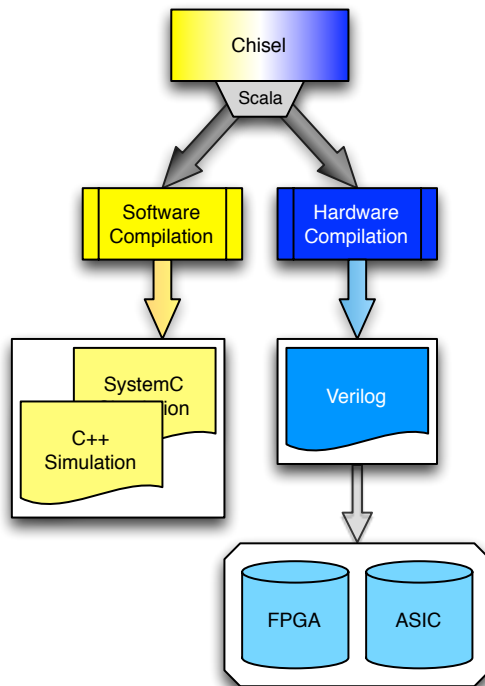 Chisel
Scala
Software
Compilation
Hardware
Compilation
SystemC
C++
Simulation
Verilog
FPGA
ASIC